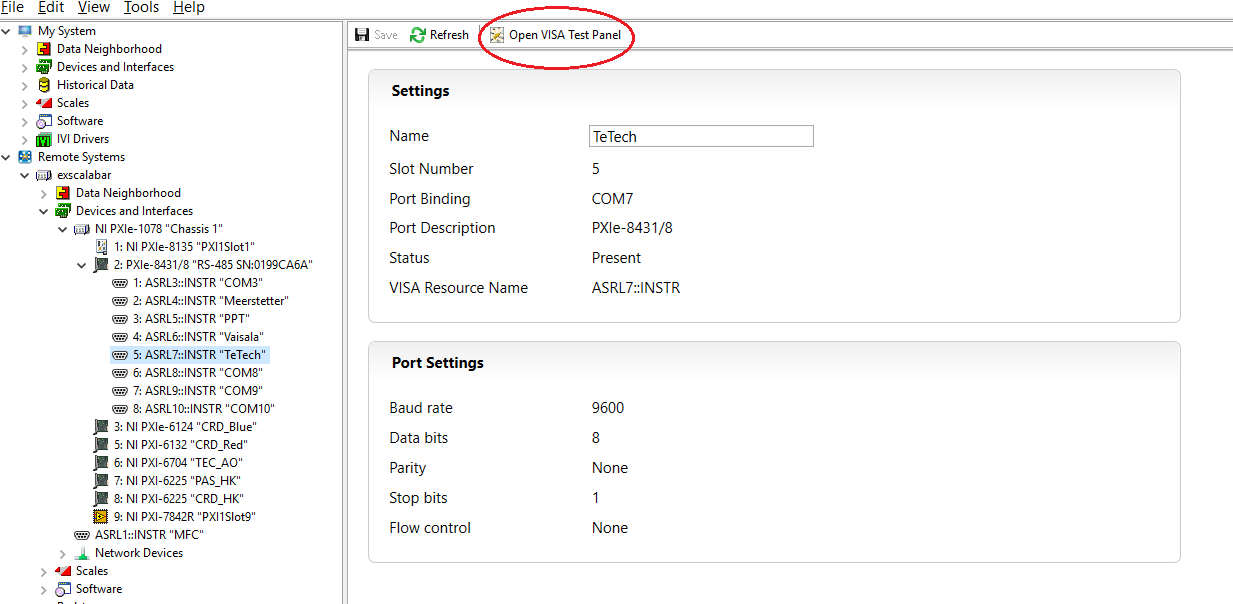 File Edit View Tools Help
My System
Data Neighborhood
Devices and Interfaces
Historical Data
Scales
Software
IVI Drivers
Remote Systems
exscalabar
Data Neighborhood
Devices and Interfaces
NI PXIe-1078 "Chassis 1"
1: NI PXIe-8135 "PXI1Slot1"
2: PXIe-8431/8 "RS-485 SN:0199CA6A"
1: ASRL3::INSTR "COM3"
2: ASRL4::INSTR "Meerstetter"
3: ASRL5::INSTR "PPT"
4: ASRL6::INSTR "Vaisala"
5: ASRL7::INSTR "TeTech"
6: ASRL8::INSTR "COM8"
7: ASRL9::INSTR "COM9"
8: ASRL10::INSTR "COM10"
3: NI PXIe-6124 "CRD_Blue"
5: NI PXI-6132 "CRD_Red"
6: NI PXI-6704 "TEC_AO"
7: NI PXI-6225 "PAS_HK"
8: NI PXI-6225 "CRD_HK"
9: NI PXI-7842R "PXI1Slot9"
ASRL1::INSTR "MFC"
Network Devices
Scales
Software
Save Refresh Open VISA Test Panel
Settings
Name TeTech
Slot Number 5
Port Binding COM7
Port Description PXIe-8431/8
Status Present
VISA Resource Name ASRL7::INSTR
Port Settings
Baud rate 9600
Data bits 8
Parity None
Stop bits 1
Flow control None